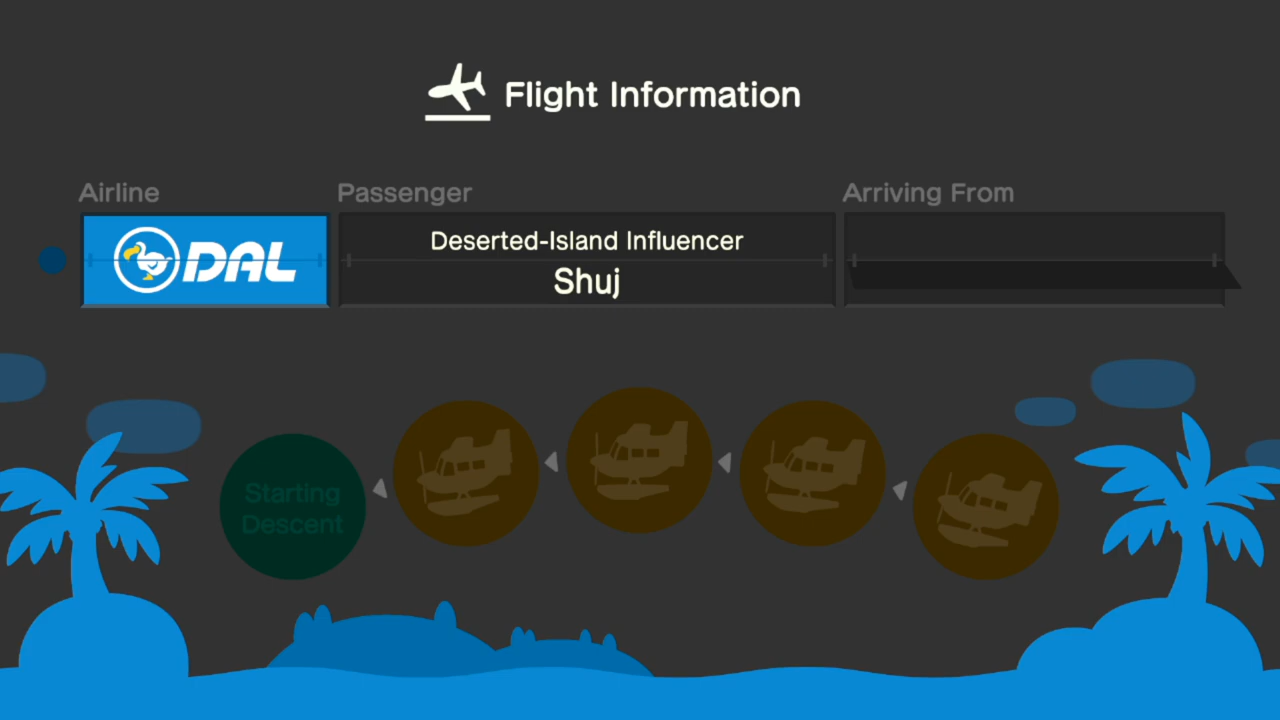 Flight Information
Airline
Passenger
Arriving From
DAL
Deserted-Island Influencer
Shuj
Starting
Descent